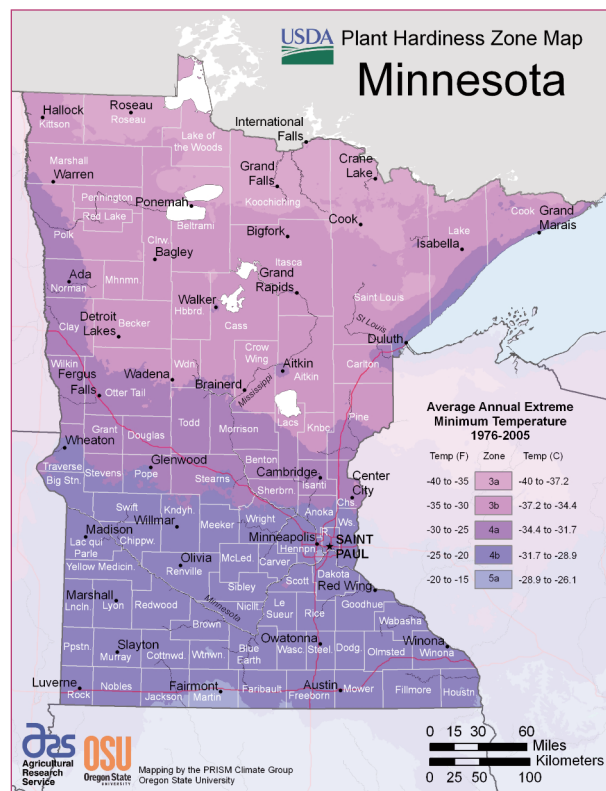 USDA Plant Hardiness Zone Map
Minnesota
Hallock
Kittson
Roseau
Roseau
International
Falls
Lake of
the Woods
Marshall
Warren
Grand
Falls
Crane
Lake
Pennington
Red Lake
Ponemah
Beltrami
Koochiching
Cook
Cook
Grand
Marais
Lake
Isabella
Polk
Clrw.
Bagley
Bigfork
Itasca
Ada
Norman
Mhnmn.
Grand
Rapids
Saint Louis
Walker
Hbbrd.
Cass
Detroit
Lakes
Clay
Becker
St Louis
Duluth
Wilkin
Wdn.
Crow
Wing
Aitkin
Aitkin
Carlton
Fergus
Falls
Otter Tail
Wadena
Brainerd
Mississippi
Pine
Lacs
Knbc.
Grant
Douglas
Todd
Morrison
Wheaton
Traverse
Big Stn.
Stevens
Glenwood
Pope
Stearns
Benton
Sherbrn.
Cambridge
Isanti
Center
City
Chs.
Swift
Kndyh.
Willmar
Meeker
Wright
Anoka
Ws.
R
Minneapolis
Hennpn.
SAINT
PAUL
Madison
Lac qui
Parle
Chippw.
Olivia
Renville
McLed.
Carver
Yellow Medicin.
Scott
Dakota
Red Wing
Sibley
Marshall
Lncln.
Lyon
Redwood
Minnesota
Nicllt.
Le
Sueur
Rice
Goodhue
Wabasha
Brown
Ppstn.
Slayton
Murray
Cottnwd.
Wtnwn.
Blue
Earth
Owatonna
Wasc.
Steel
Dodg.
Olmsted
Winona
Winona
Luverne
Rock
Nobles
Jackson
Fairmont
Martin
Faribault
Freeborn
Austin
Mower
Fillmore
Houstn.
Average Annual Extreme
Minimum Temperature
1976-2005
Temp (F) Zone Temp (C)
-40 to -35 3a -40 to -37.2
-35 to -30 3b -37.2 to -34.4
-30 to -25 4a -34.4 to -31.7
-25 to -20 4b -31.7 to -28.9
-20 to -15 5a -28.9 to -26.1
ars
Agricultural
Research
Service
OSU
Oregon State
UNIVERSITY
Mapping by the PRISM Climate Group
Oregon State University
0 15 30 60
Miles
Kilometers
0 25 50 100